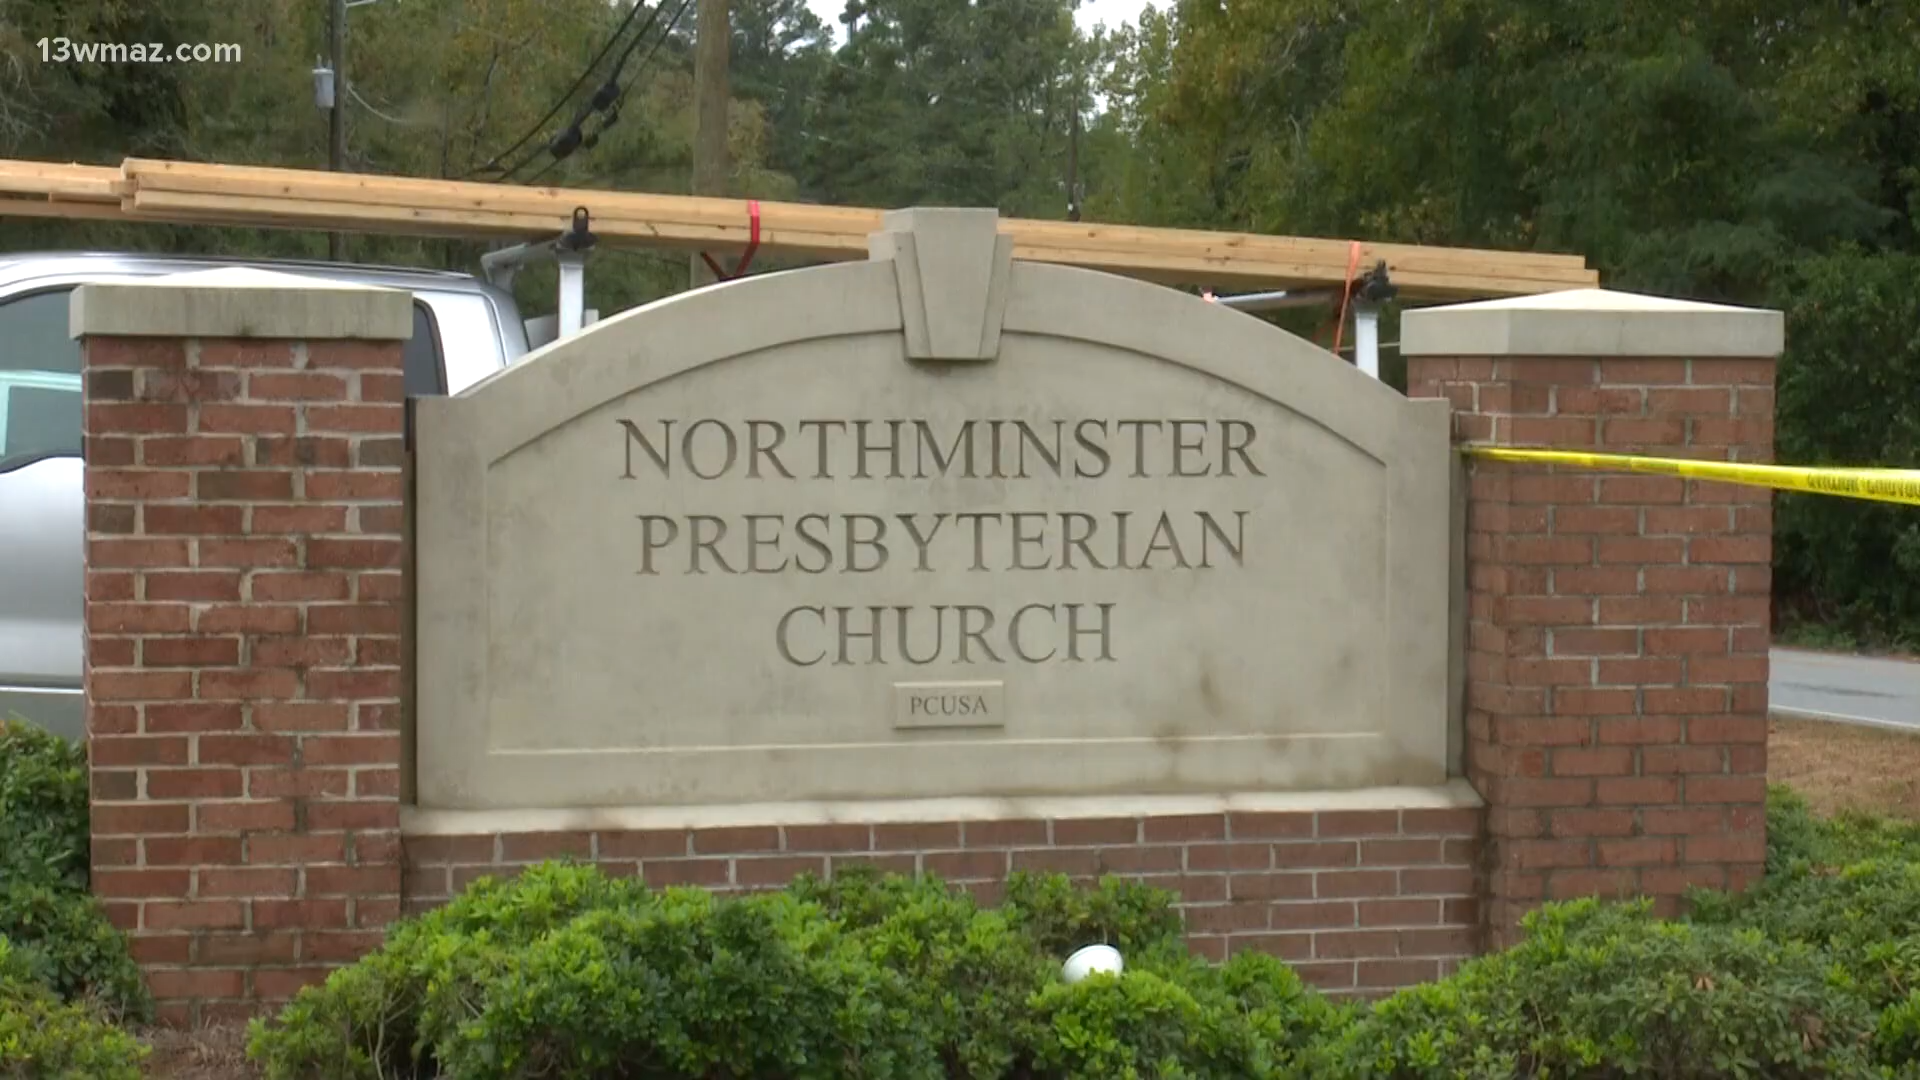 13wmaz.com
NORTHMINSTER
PRESBYTERIAN
CHURCH
PCUSA